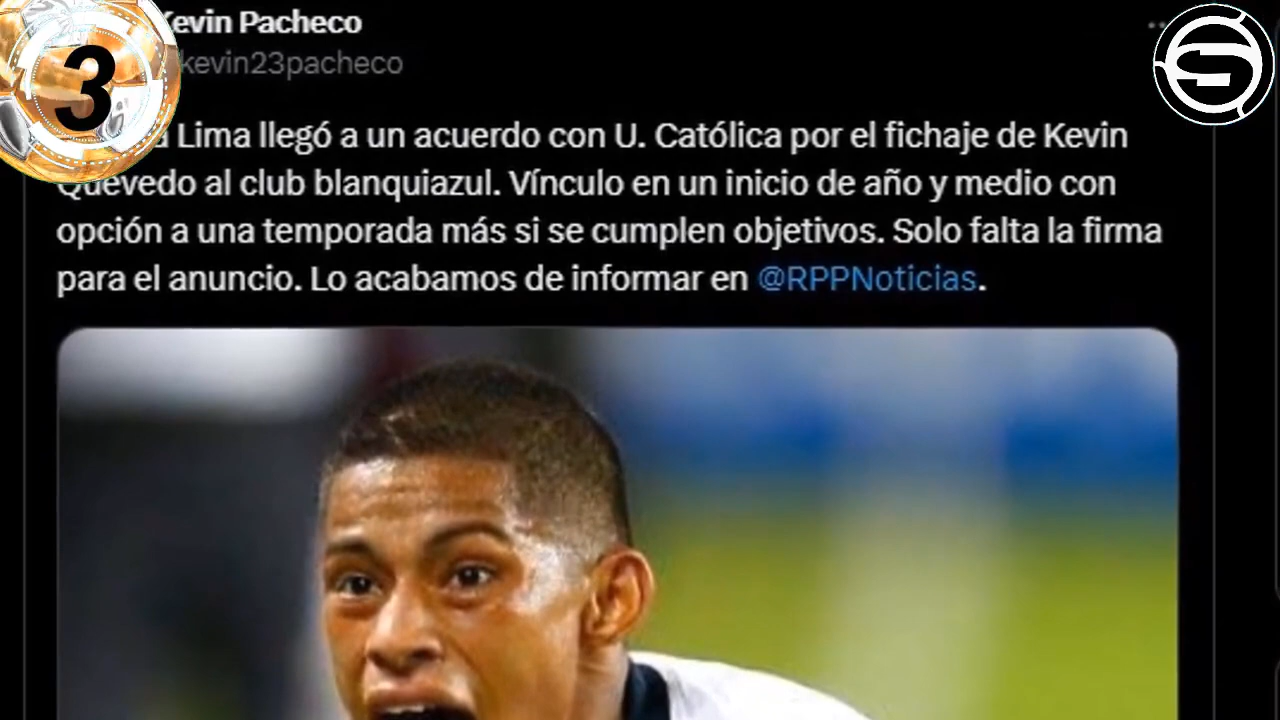 Kevin Pacheco
kevin23pacheco
3
a Lima llegó a un acuerdo con U. Católica por el fichaje de Kevin
Quevedo al club blanquiazul. Vínculo en un inicio de año y medio con
opción a una temporada más si se cumplen objetivos. Solo falta la firma
para el anuncio. Lo acabamos de informar en @RPPNoticias.